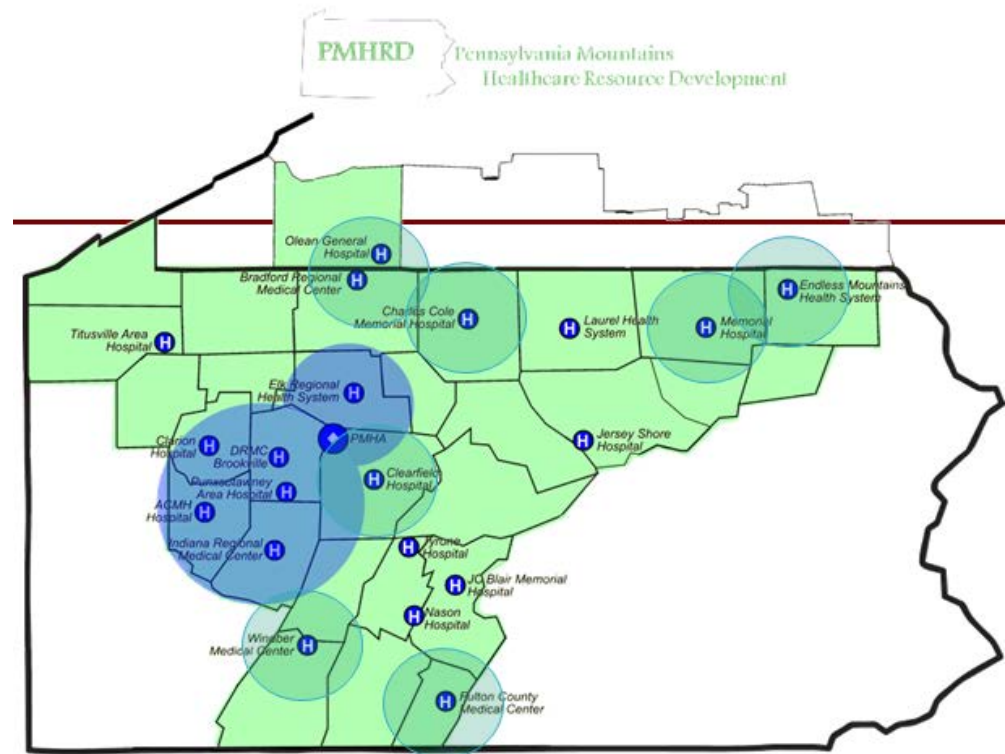 PMHRD
Pennsylvania Mountains
Healthcare Resource Development
Olean General
Hospital
Bradford Regional
Medical Center
Charles Cole
Memorial Hospital
Endless Mountains
Health System
Titusville Area
Hospital
Laurel Health
System
Memorial
Hospital
Elk Regional
Health System
PMHA
Clarion
Hospital
DRMC
Brookville
Jersey Shore
Hospital
Clearfield
Hospital
Punxsutawney
Area Hospital
ACMH
Hospital
Indiana Regional
Medical Center
Tyrone
Hospital
JC Blair Memorial
Hospital
Nason
Hospital
Windber
Medical Center
Fulton County
Medical Center